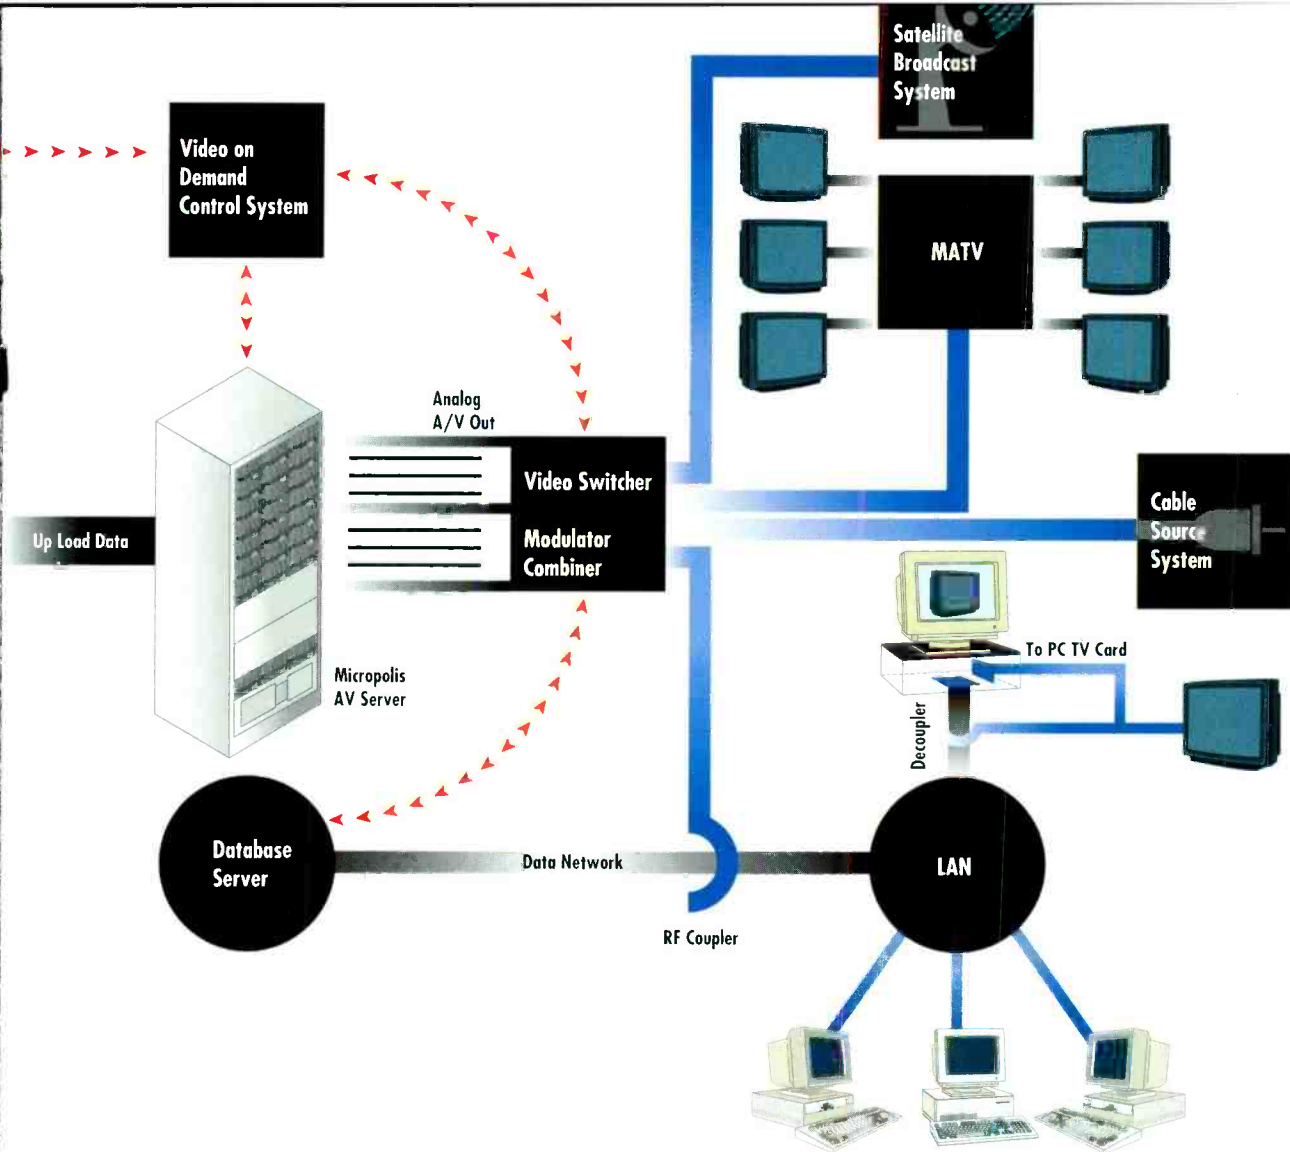 Satellite
Broadcast
System
Video on
Demand
Control System
MATV
Analog
A/V Out
Video Switcher
Modulator
Combiner
Cable
Source
System
Up Load Data
To PC TV Card
Micropolis
AV Server
Decoupler
Database
Server
Data Network
LAN
RF Coupler